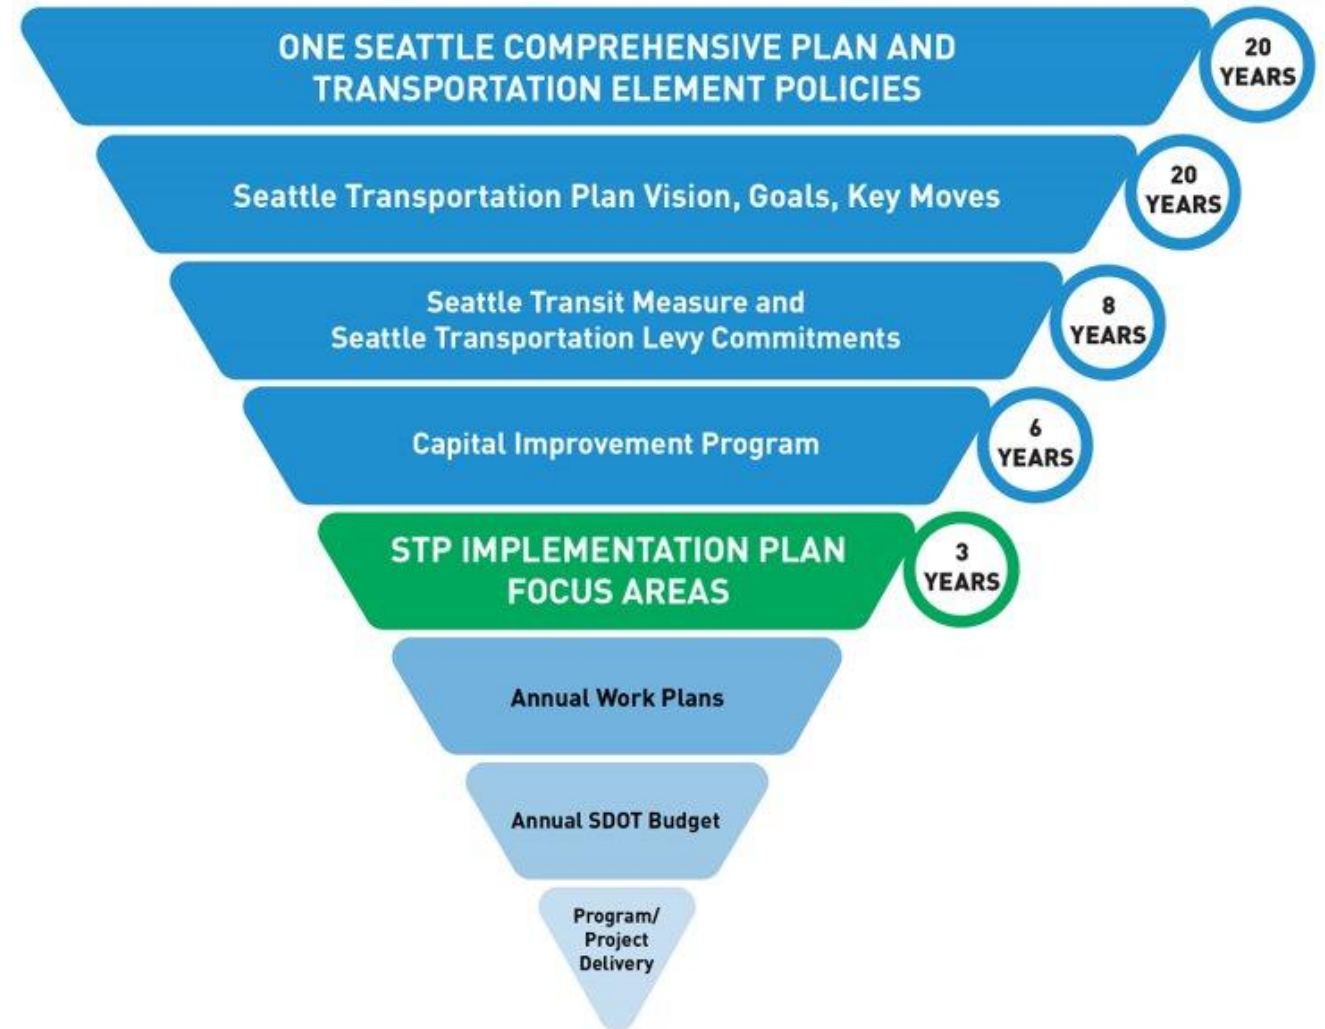 ONE SEATTLE COMPREHENSIVE PLAN AND
TRANSPORTATION ELEMENT POLICIES
20
YEARS
Seattle Transportation Plan Vision, Goals, Key Moves
20
YEARS
Seattle Transit Measure and
Seattle Transportation Levy Commitments
8
YEARS
Capital Improvement Program
6
YEARS
STP IMPLEMENTATION PLAN
FOCUS AREAS
3
YEARS
Annual Work Plans
Annual SDOT Budget
Program/
Project
Delivery